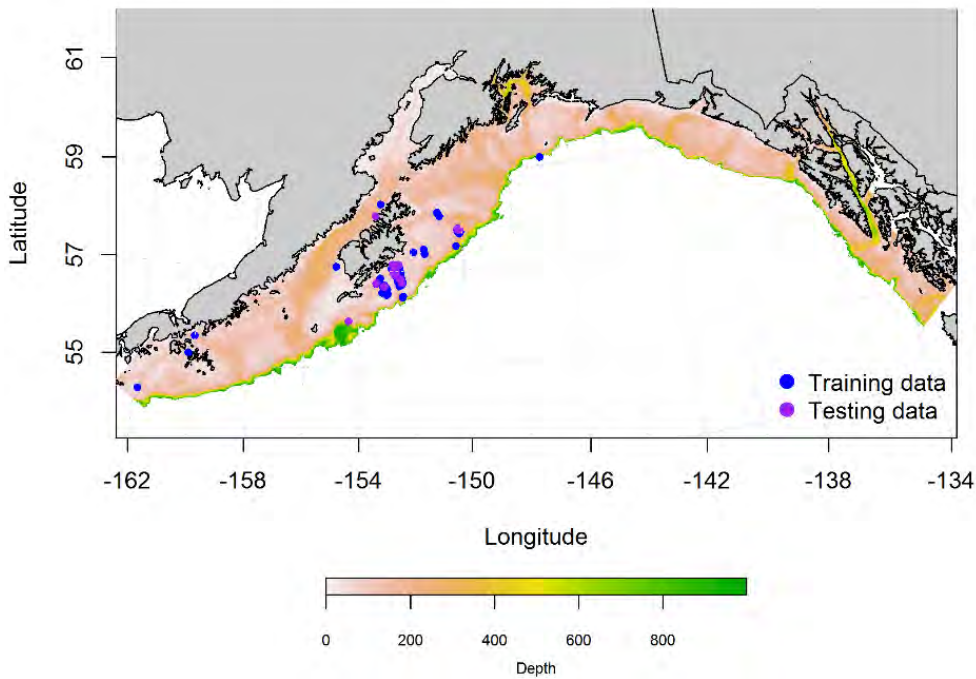 61
59
57
55
Latitude
Training data
Testing data
-162 -158 -154 -150 -146 -142 -138 -134
Longitude
0 200 400 600 800
Depth